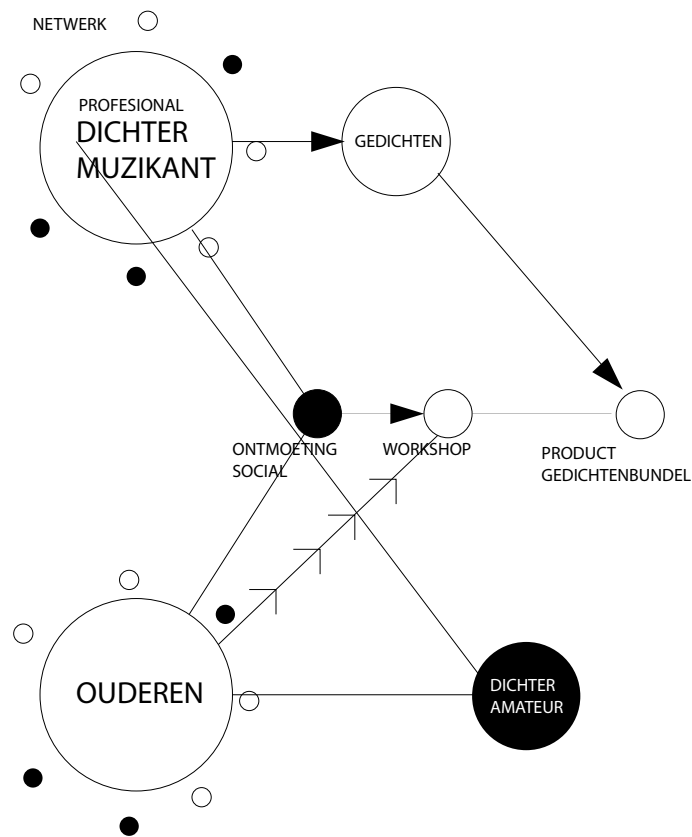 NETWERK
PROFESIONAL
DICHTER
MUZIKANT
GEDICHTEN
ONTMOETING
SOCIAL
WORKSHOP
PRODUCT
GEDICHTENBUNDEL
OUDEREN
DICHTER
AMATEUR